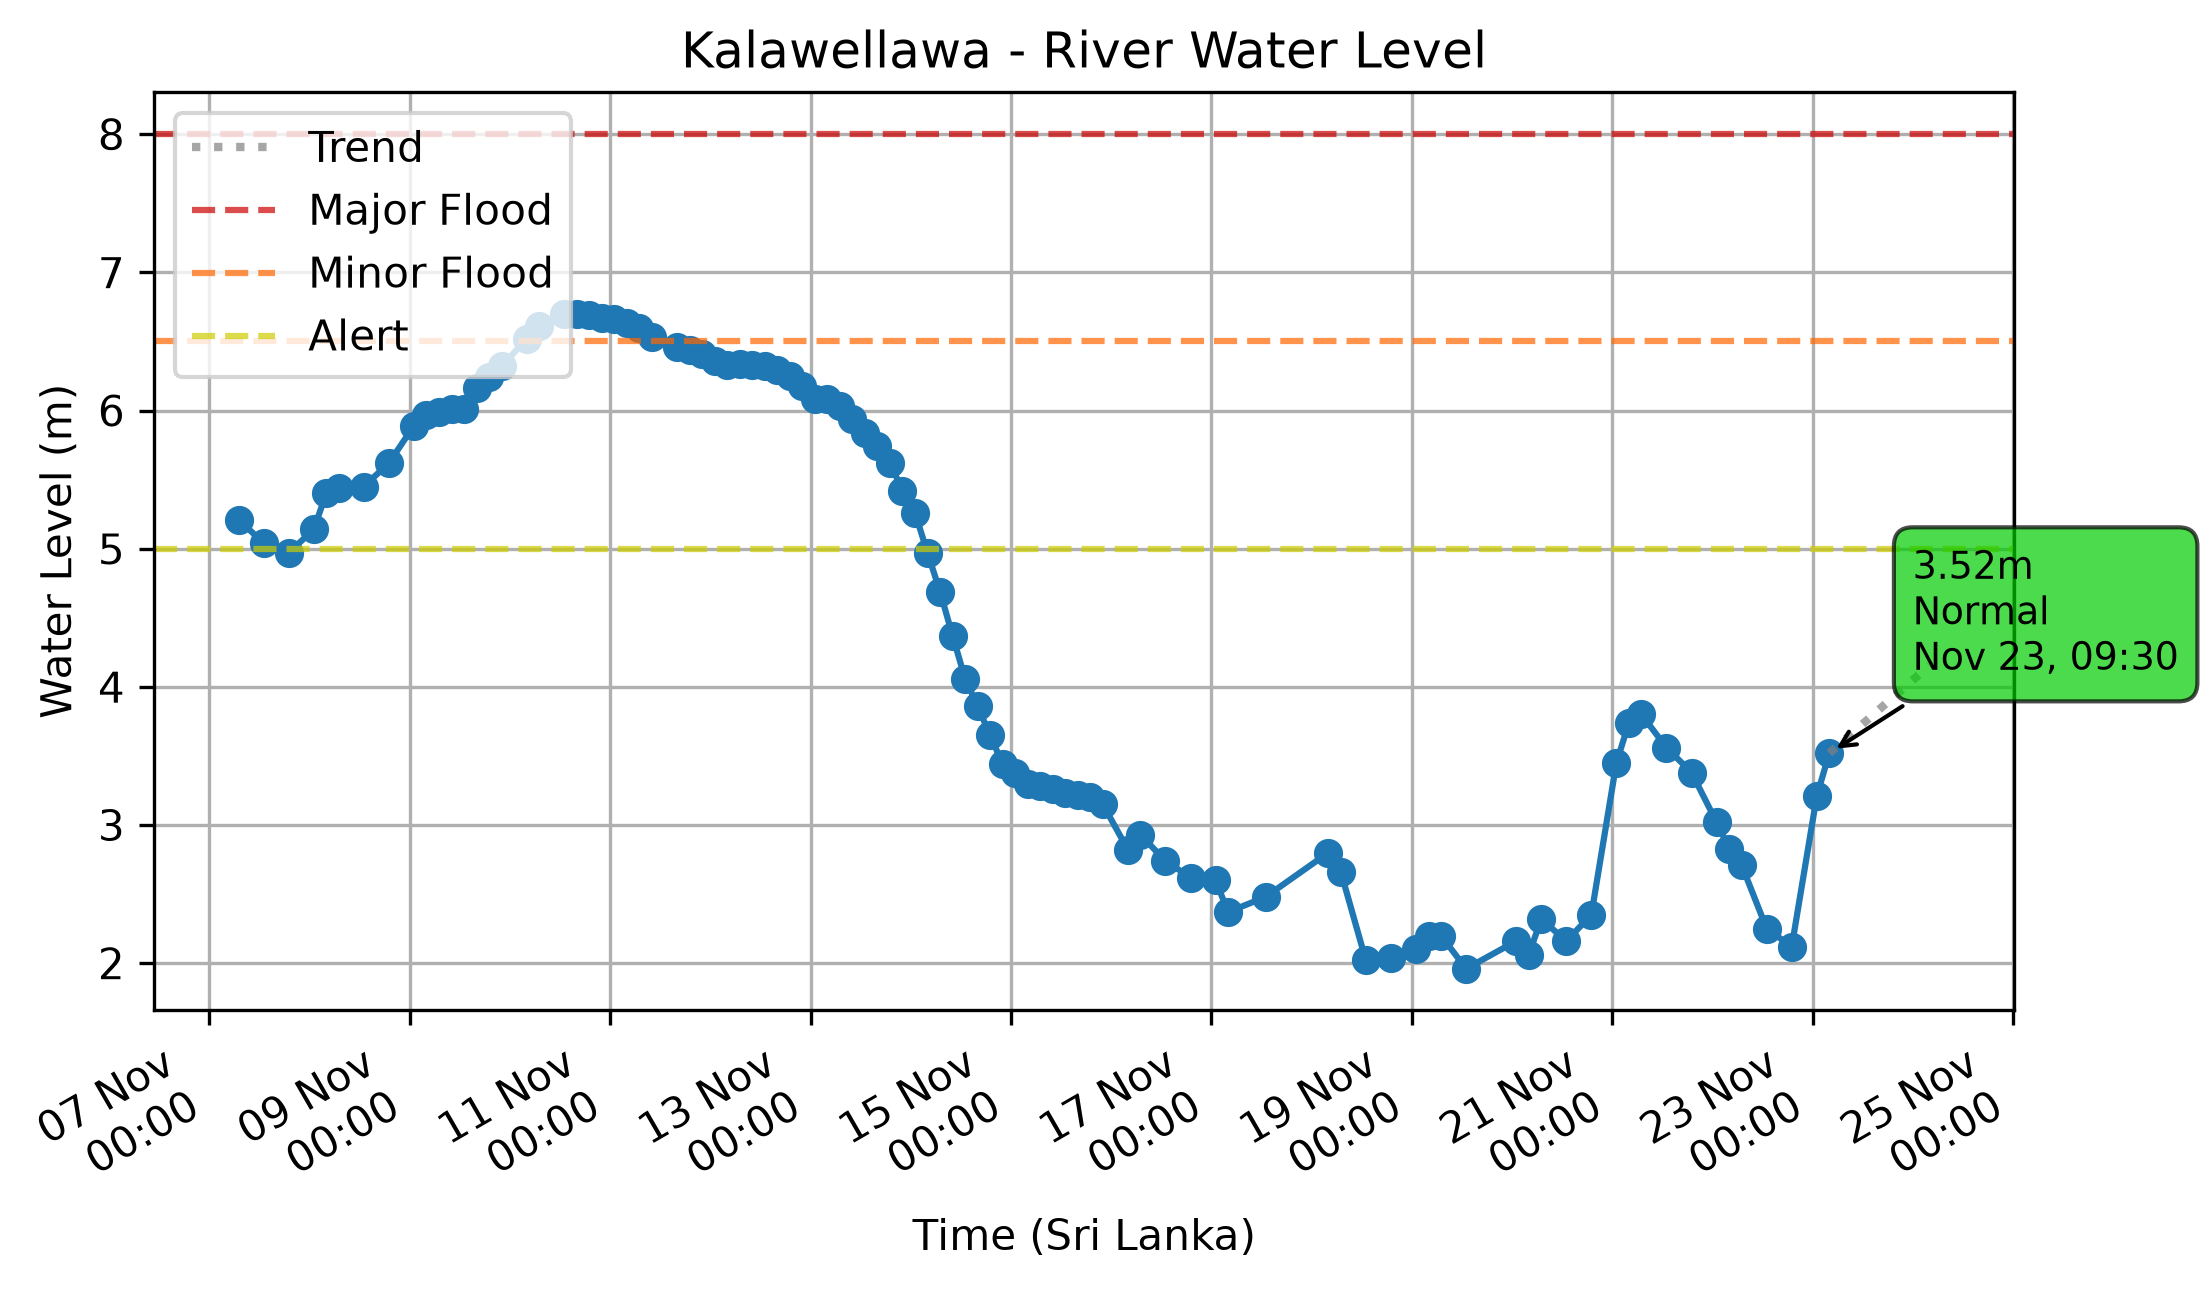 Kalawellawa - River Water Level
Trend
Major Flood
Minor Flood
Alert
8
7
6
5
4
3
2
Water Level (m)
3.52m
Normal
Nov 23, 09:30
07 Nov
00:00
09 Nov
00:00
11 Nov
00:00
13 Nov
00:00
15 Nov
00:00
17 Nov
00:00
19 Nov
00:00
21 Nov
00:00
23 Nov
00:00
25 Nov
00:00
Time (Sri Lanka)